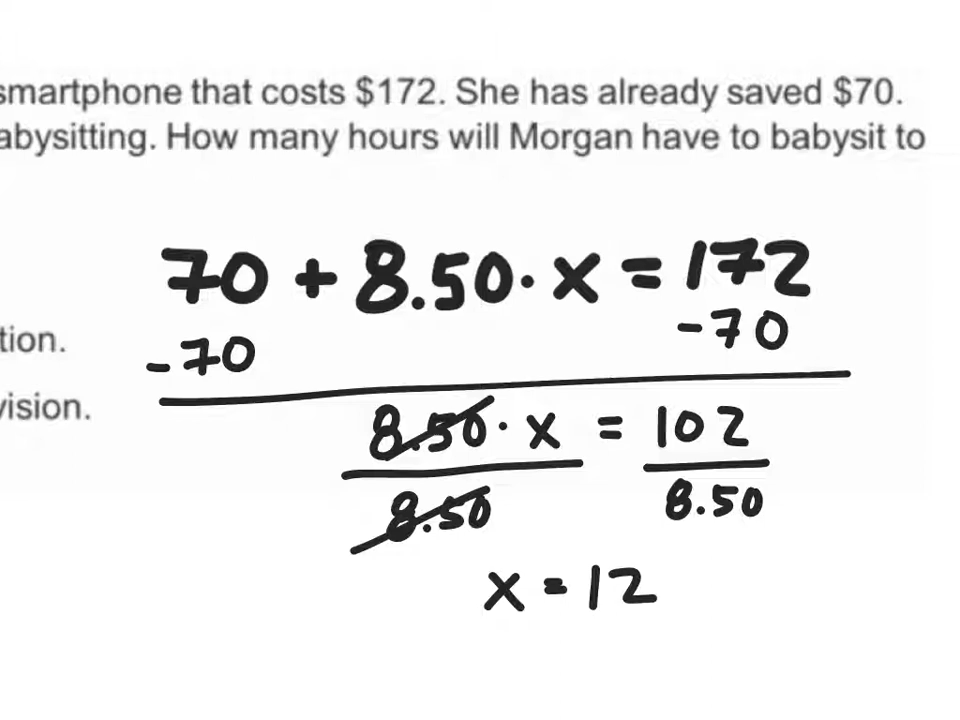 smartphone that costs $172. She has already saved $70.
abysitting. How many hours will Morgan have to babysit to
70 + 8.50 · x = 172
tion.
-70 -70
vision.
8.50 · x = 102
8.50 8.50
x = 12